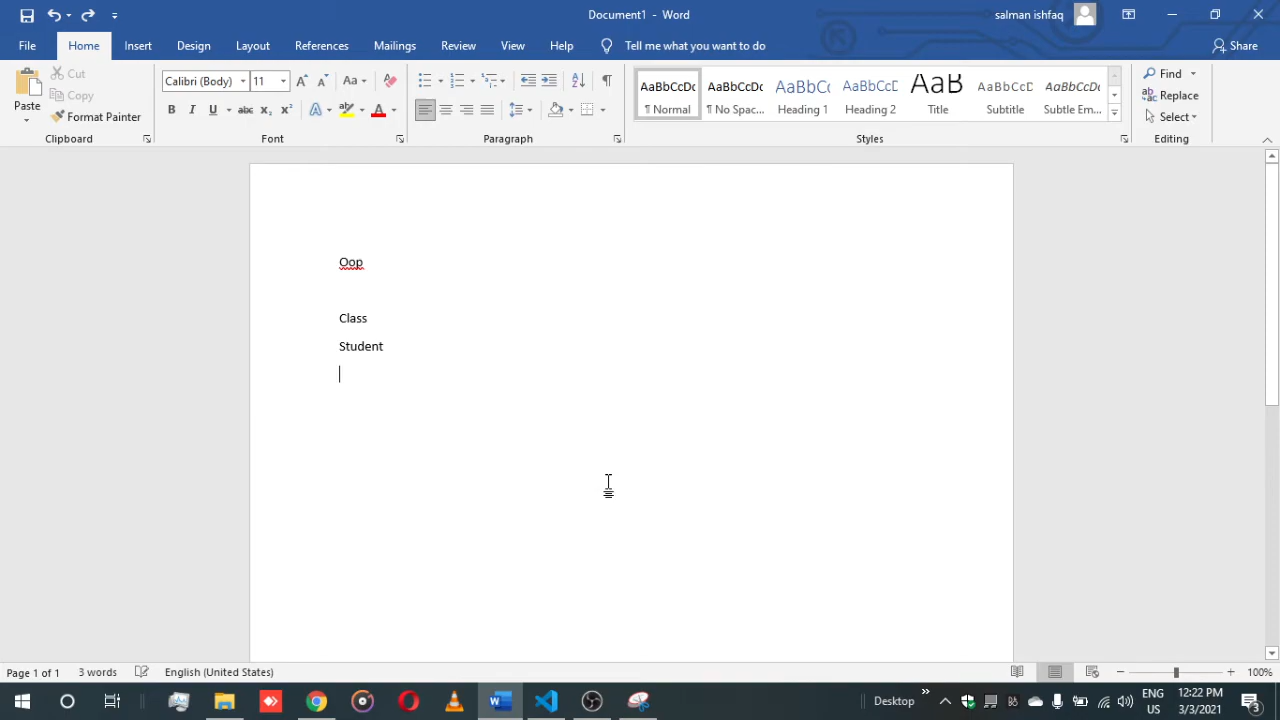 Document1 - Word
salman ishfaq
File Home Insert Design Layout References Mailings Review View Help Tell me what you want to do Share
Paste
Cut
Copy
Format Painter
Clipboard
Calibri (Body) 11
Font
Paragraph
AaBbCcDc AaBbCcDc AaBbCc AaBbCcD AaB AaBbCcD AaBbCcDc
¶ Normal ¶ No Spac... Heading 1 Heading 2 Title Subtitle Subtle Em...
Styles
Find
Replace
Select
Editing
Oop
Class
Student
Page 1 of 1 3 words English (United States) 100%
Desktop
ENG
US
12:22 PM
3/3/2021
3